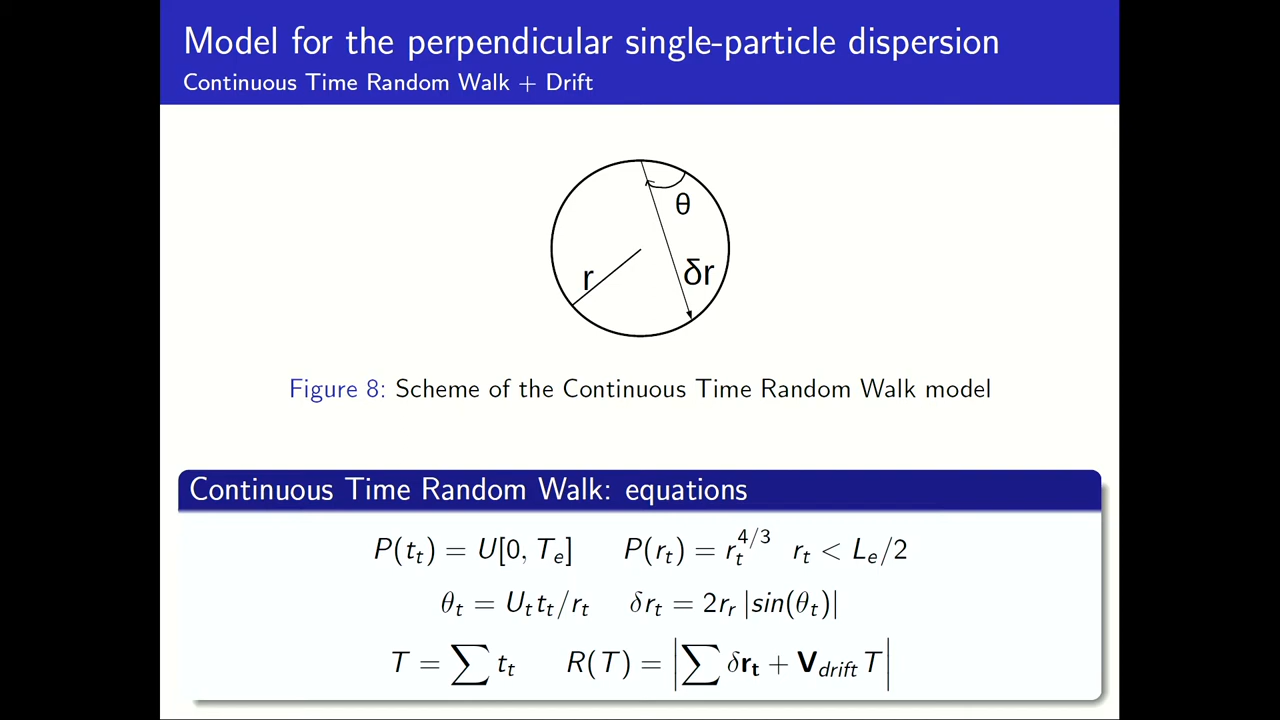 Model for the perpendicular single-particle dispersion
Continuous Time Random Walk + Drift
θ
r
δr
Figure 8: Scheme of the Continuous Time Random Walk model
Continuous Time Random Walk: equations
P(t_t) = U[0, T_e]   P(r_t) = r_t^{4/3}   r_t < L_e/2
θ_t = U_t t_t/r_t   δr_t = 2r_r |sin(θ_t)|
T = ∑ t_t   R(T) = |∑ δr_t + V_{drift} T|